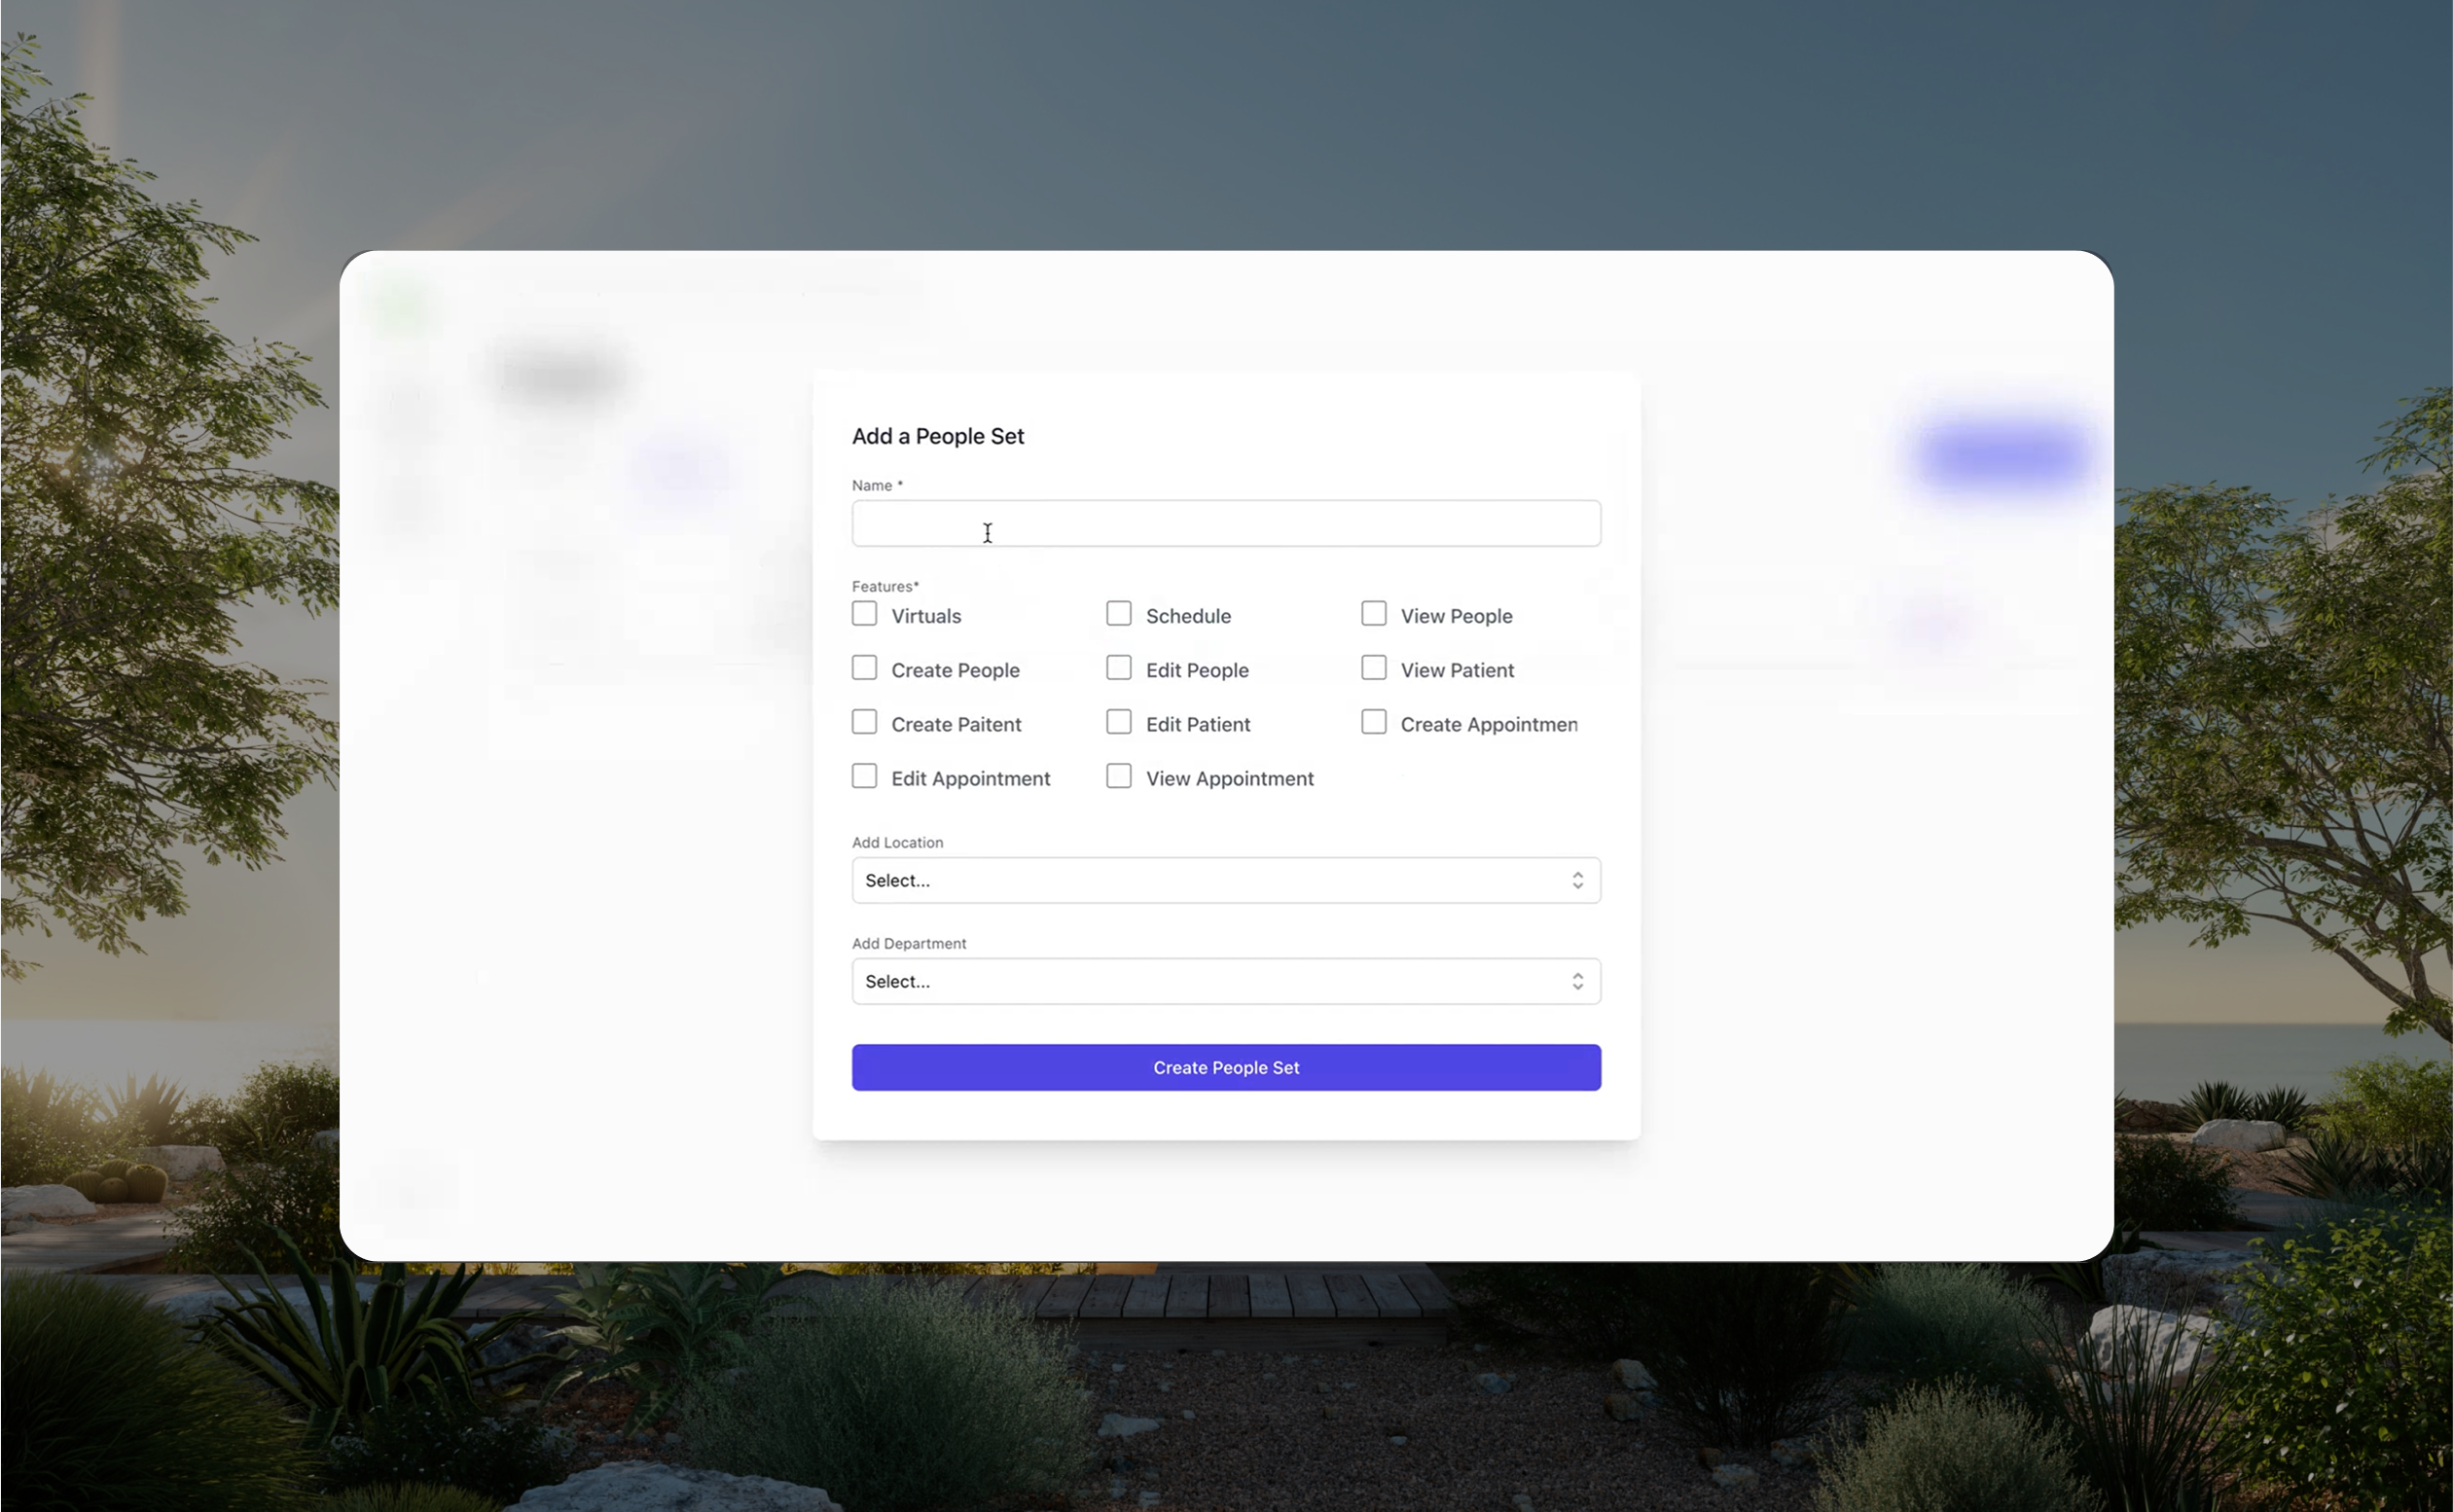 Add a People Set
Name *
Features*
Virtuals
Schedule
View People
Create People
Edit People
View Patient
Create Paitent
Edit Patient
Create Appointmen
Edit Appointment
View Appointment
Add Location
Select...
Add Department
Select...
Create People Set